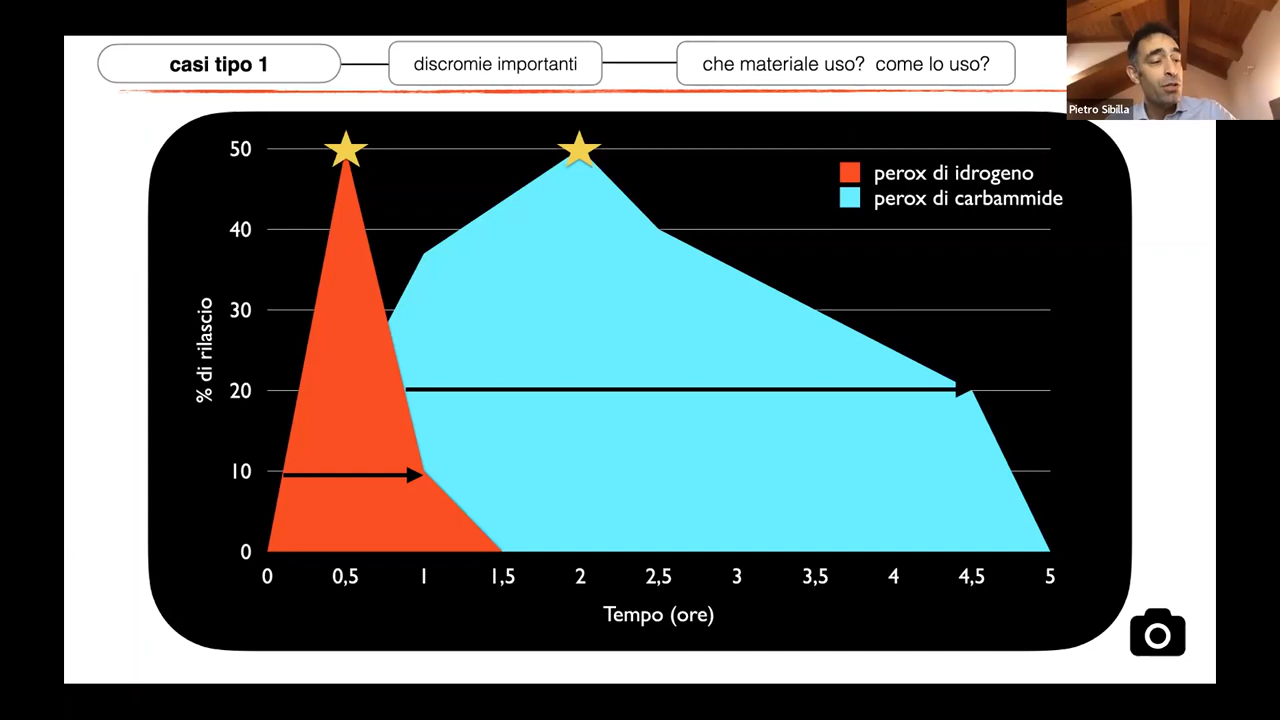 casi tipo 1
discromie importanti
che materiale uso? come lo uso?
Pietro Sibilla
perox di idrogeno
perox di carbammide
% di rilascio
50
40
30
20
10
0
0 0,5 1 1,5 2 2,5 3 3,5 4 4,5 5
Tempo (ore)